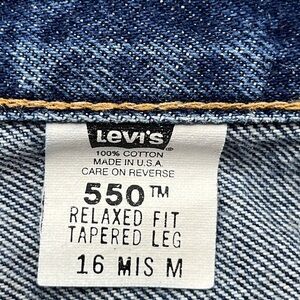 Levi's®
100% COTTON
MADE IN U.S.A.
CARE ON REVERSE
550™
RELAXED FIT
TAPERED LEG
16 MIS M